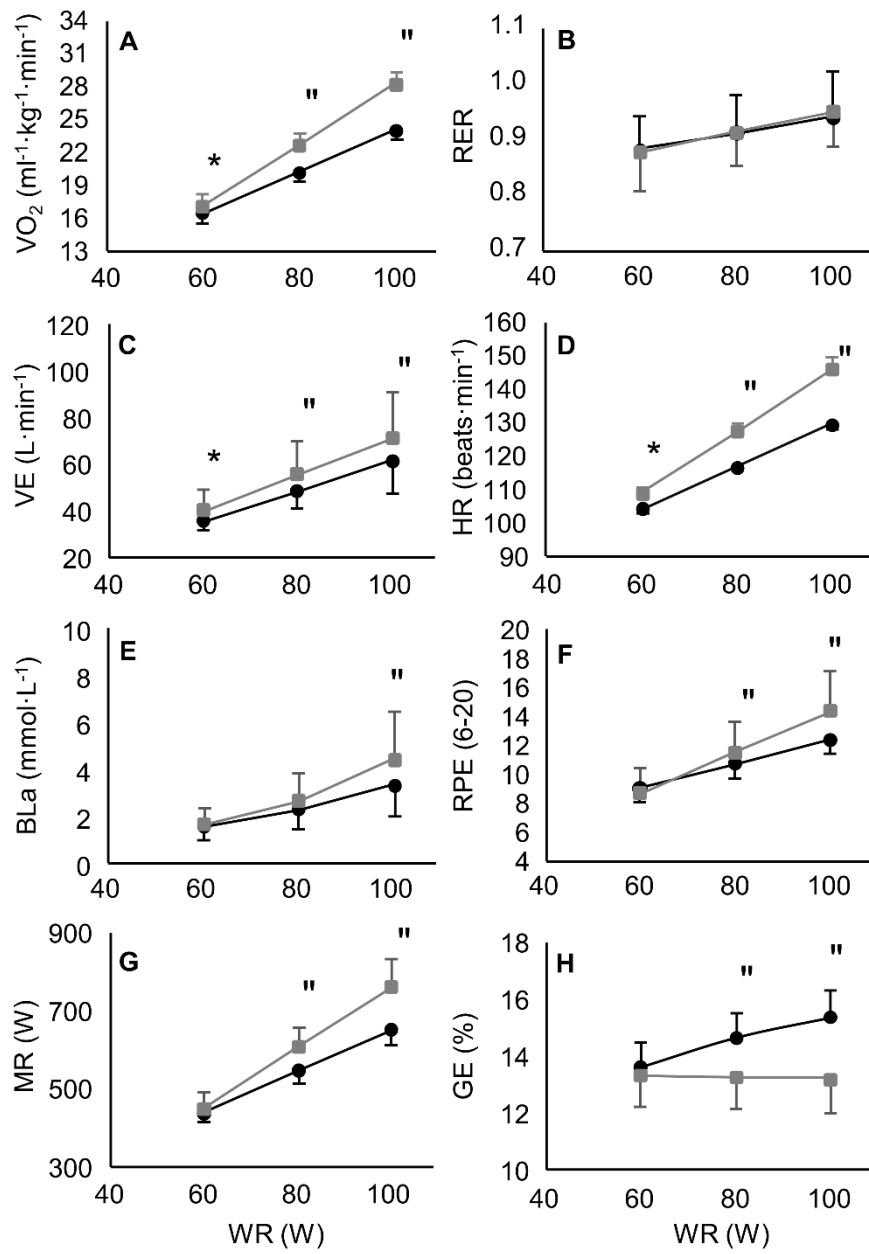 A
VO₂ (ml⁻¹·kg⁻¹·min⁻¹)
34
31
28
25
22
19
16
13
*
"
"
40 60 80 100
B
RER
1.1
1.0
0.9
0.8
0.7
40 60 80 100
C
VE (L·min⁻¹)
120
100
80
60
40
20
*
"
"
40 60 80 100
D
HR (beats·min⁻¹)
160
150
140
130
120
110
100
90
*
"
"
40 60 80 100
E
BLa (mmol·L⁻¹)
10
8
6
4
2
0
"
40 60 80 100
F
RPE (6-20)
20
18
16
14
12
10
8
6
4
"
"
40 60 80 100
G
MR (W)
900
700
500
300
"
"
40 60 80 100
WR (W)
H
GE (%)
18
16
14
12
10
"
"
40 60 80 100
WR (W)